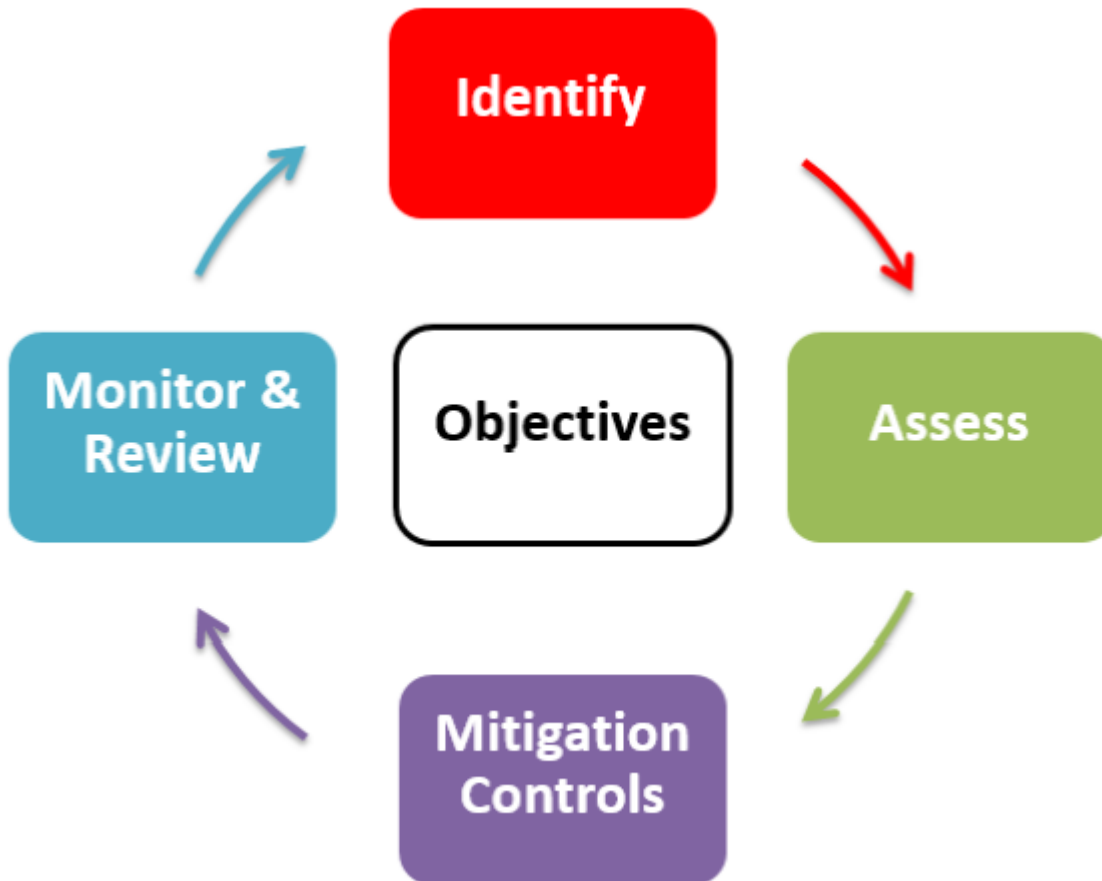 Identify
Monitor &
Review
Objectives
Assess
Mitigation
Controls